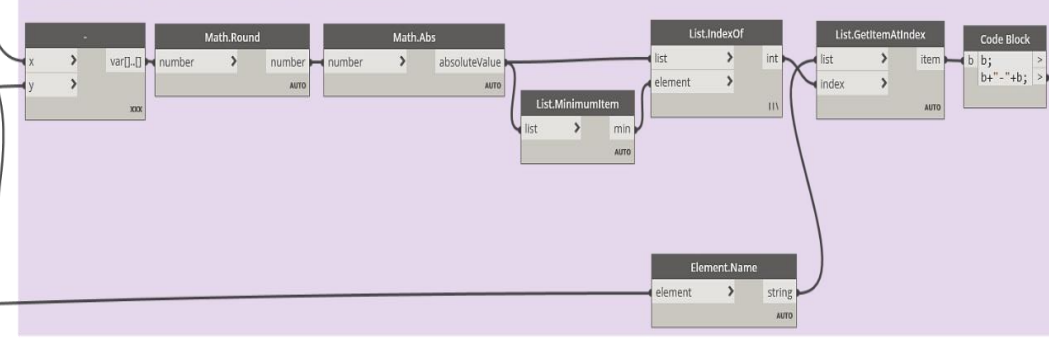 -
x > var[]..[]
y >
xxx
Math.Round
number > number
AUTO
Math.Abs
number > absoluteValue
AUTO
List.MinimumItem
list > min
AUTO
List.IndexOf
list > int
element >
||\
List.GetItemAtIndex
list > item
index >
AUTO
Code Block
b b; >
b+"-"+b; >
Element.Name
element > string
AUTO